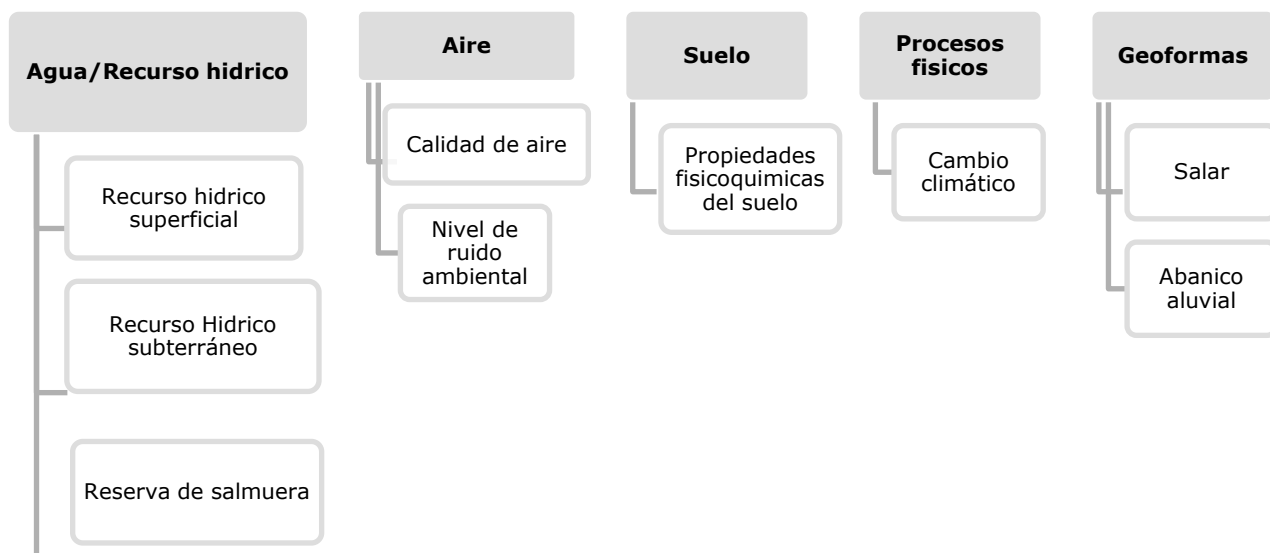 Agua/Recurso hidrico
Recurso hidrico
superficial
Recurso Hidrico
subterráneo
Reserva de salmuera
Aire
Calidad de aire
Nivel de
ruido
ambiental
Suelo
Propiedades
fisicoquimicas
del suelo
Procesos
fisicos
Cambio
climático
Geoformas
Salar
Abanico
aluvial